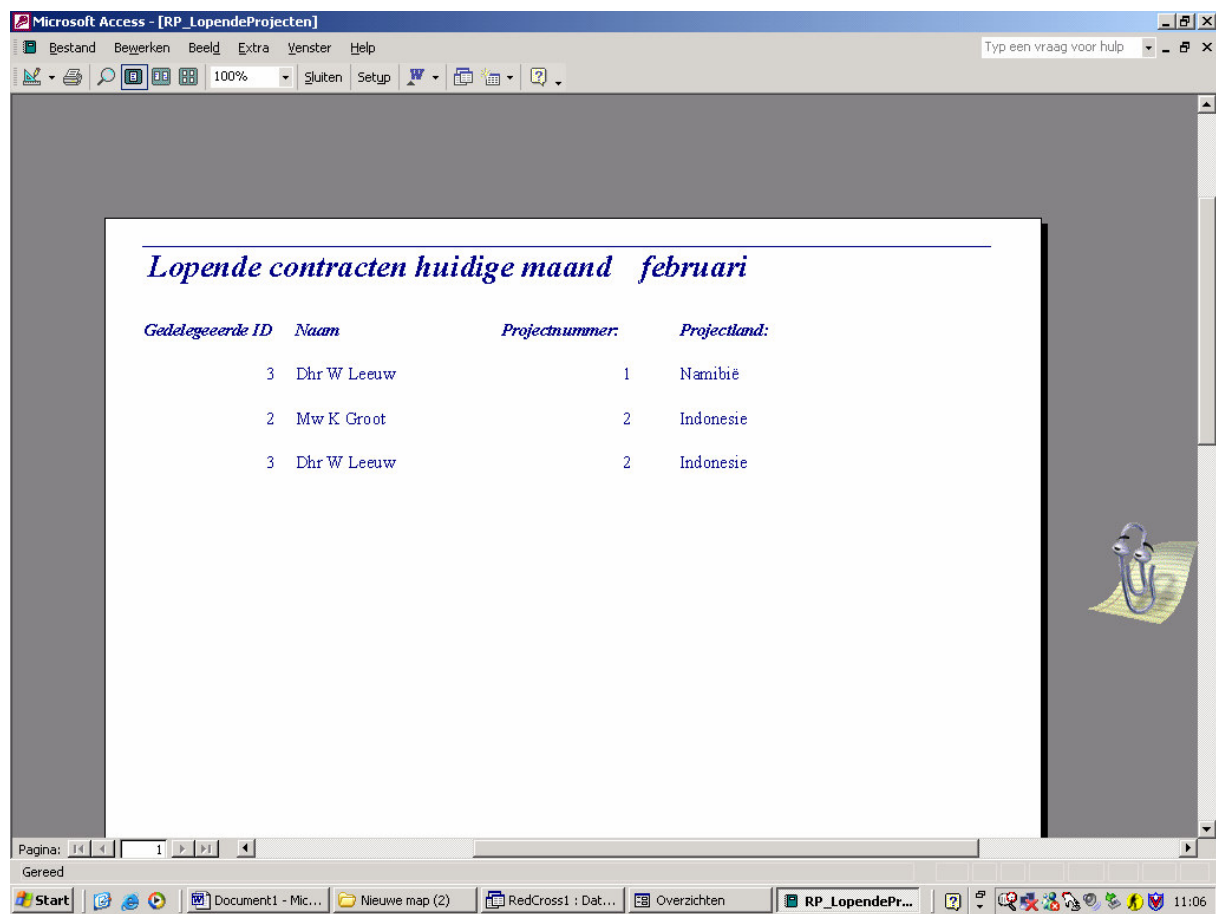 Microsoft Access - [RP_LopendeProjecten]
Bestand Bewerken Beeld Extra Venster Help Typ een vraag voor hulp
100% Sluiten Setup
Lopende contracten huidige maand februari
Gedelegeeerde ID Naam Projectnummer: Projectland:
3 Dhr W Leeuw 1 Namibië
2 Mw K Groot 2 Indonesie
3 Dhr W Leeuw 2 Indonesie
Pagina: 1
Gereed
Start Document1 - Mic... Nieuwe map (2) RedCross1 : Dat... Overzichten RP_LopendePr... 11:06